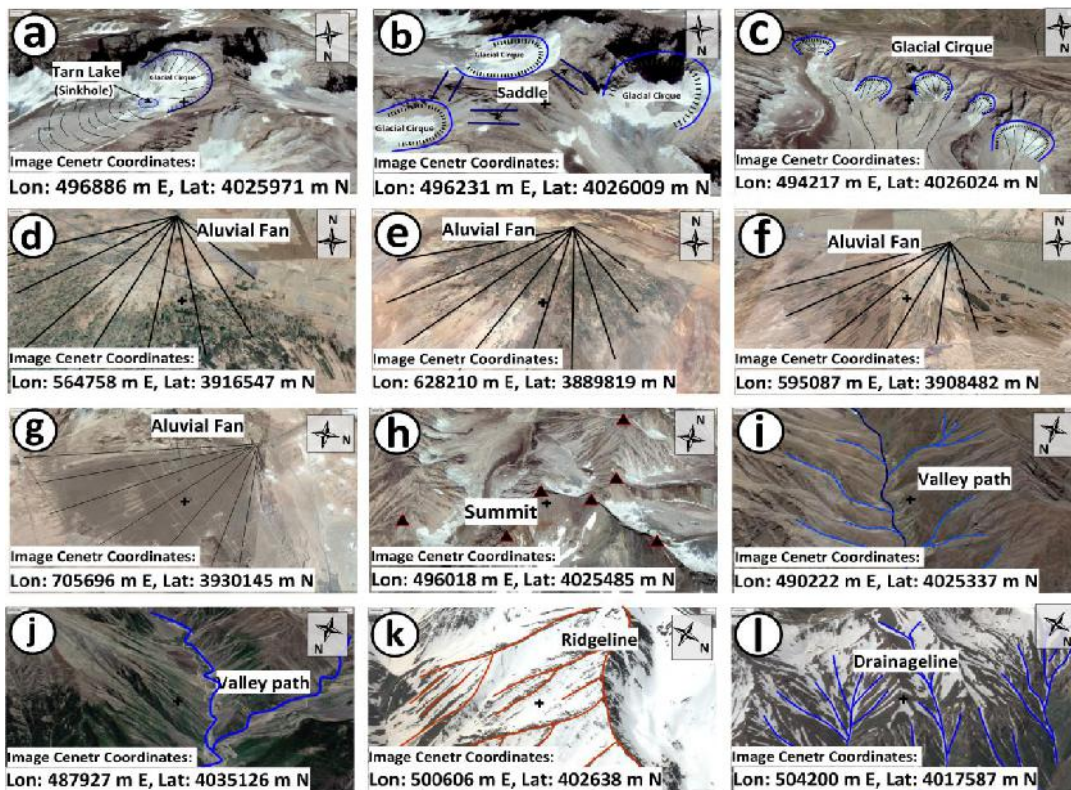 a
N
Tarn Lake
(Sinkhole)
Glacial Cirque
Image Cenetr Coordinates:
Lon: 496886 m E, Lat: 4025971 m N
b
N
Glacial Cirque
Saddle
Glacial Cirque
Glacial Cirque
Image Cenetr Coordinates:
Lon: 496231 m E, Lat: 4026009 m N
c
N
Glacial Cirque
Image Cenetr Coordinates:
Lon: 494217 m E, Lat: 4026024 m N
d
N
Aluvial Fan
Image Cenetr Coordinates:
Lon: 564758 m E, Lat: 3916547 m N
e
N
Aluvial Fan
Image Cenetr Coordinates:
Lon: 628210 m E, Lat: 3889819 m N
f
N
Aluvial Fan
Image Cenetr Coordinates:
Lon: 595087 m E, Lat: 3908482 m N
g
N
Aluvial Fan
Image Cenetr Coordinates:
Lon: 705696 m E, Lat: 3930145 m N
h
N
Summit
Image Cenetr Coordinates:
Lon: 496018 m E, Lat: 4025485 m N
i
N
Valley path
Image Cenetr Coordinates:
Lon: 490222 m E, Lat: 4025337 m N
j
N
Valley path
Image Cenetr Coordinates:
Lon: 487927 m E, Lat: 4035126 m N
k
N
Ridgeline
Image Cenetr Coordinates:
Lon: 500606 m E, Lat: 402638 m N
l
N
Drainageline
Image Cenetr Coordinates:
Lon: 504200 m E, Lat: 4017587 m N